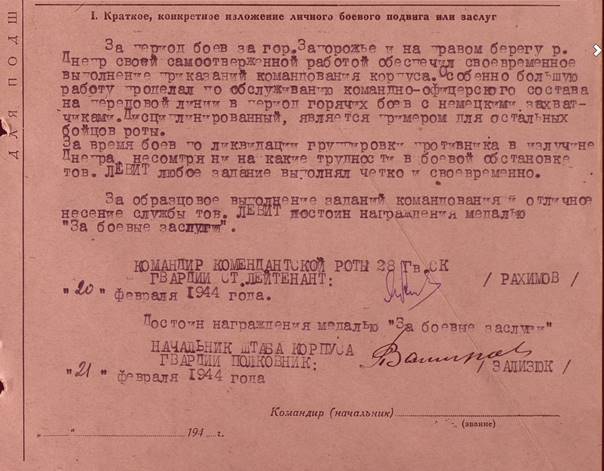 I. Краткое, конкретное изложение личного боевого подвига или заслуг
За период боев за гор.Запорожье и на правом берегу р.
Днепр своей самоотверженной работой обеспечил своевременное
выполнение приказаний командования корпуса.Особенно большую
работу проделал по обслуживанию командно-офицерского состава
на передовой линии в период горячих боев с немецкими захват-
чиками.Дисциплинированный, является примером для остальных
бойцов роты.
За время боев по ликвидации группировки противника в излучине
Днепра, несмотря ни на какие трудности в боевой обстановке
тов. ЛЕВИТ любое задание выполнял четко и своевременно.
За образцовое выполнение заданий командования и отличное
несение службы тов. ЛЕВИТ достоин награждения медалью
"За боевые заслуги".
КОМАНДИР КОМЕНДАНТСКОЙ РОТЫ 28 Гв.СК
ГВАРДИИ СТ.ЛЕЙТЕНАНТ: / РАХИМОВ /
"20" февраля 1944 года.
Достоин награждения медалью "За боевые заслуги"
НАЧАЛЬНИК ШТАБА КОРПУСА
ГВАРДИИ ПОЛКОВНИК: / ЗАЛИЗЮК /
"21" февраля 1944 года
Командир (начальник)
(звание)
" " 194 г.
ДЛЯ ПОДШ